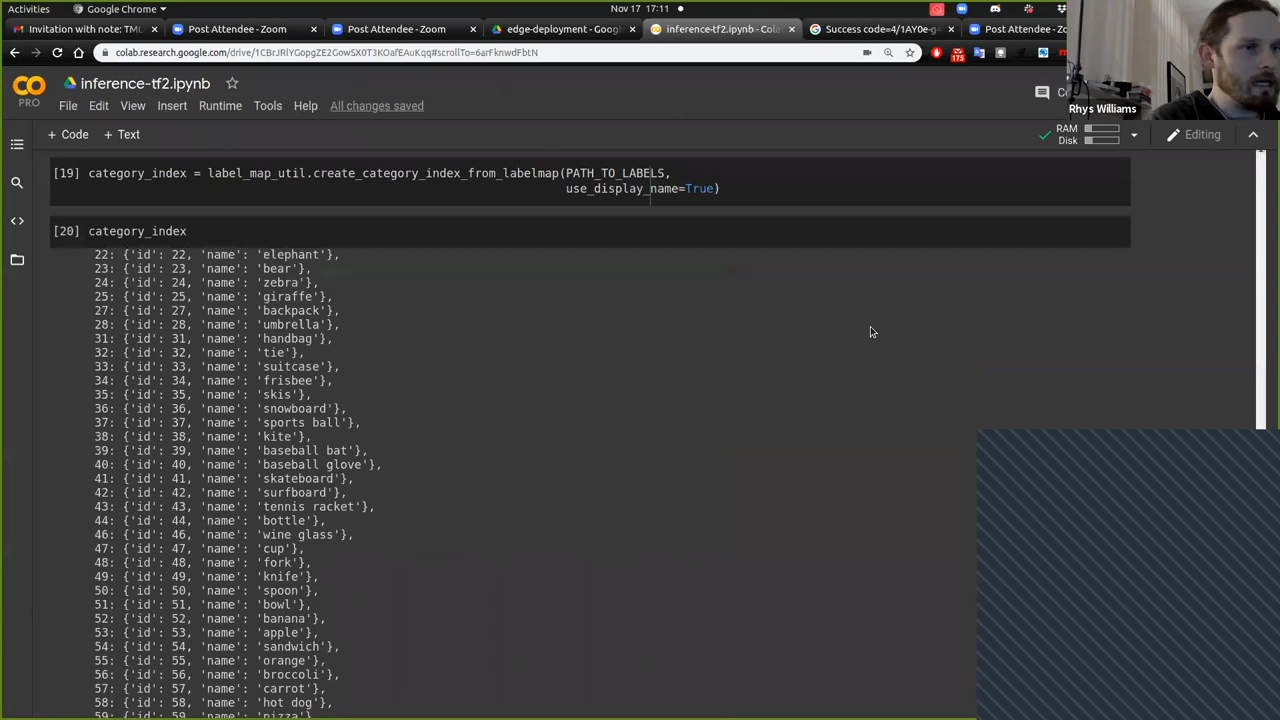 Activities
Google Chrome
Nov 17 17:11
Invitation with note: TML
Post Attendee - Zoom
Post Attendee - Zoom
edge-deployment - Google
inference-tf2.ipynb - Colab
Success code=4/1AY0e-g
Post Attendee - Zoom
colab.research.google.com/drive/1CBrJRlYGopgZE2GowSX0T3KOafEAuKqq#scrollTo=6arFknwdFbtN
175
inference-tf2.ipynb
PRO
File Edit View Insert Runtime Tools Help All changes saved
Rhys Williams
+ Code + Text
RAM
Disk
Editing
[19] category_index = label_map_util.create_category_index_from_labelmap(PATH_TO_LABELS,
use_display_name=True)
[20] category_index
22: {'id': 22, 'name': 'elephant'},
23: {'id': 23, 'name': 'bear'},
24: {'id': 24, 'name': 'zebra'},
25: {'id': 25, 'name': 'giraffe'},
27: {'id': 27, 'name': 'backpack'},
28: {'id': 28, 'name': 'umbrella'},
31: {'id': 31, 'name': 'handbag'},
32: {'id': 32, 'name': 'tie'},
33: {'id': 33, 'name': 'suitcase'},
34: {'id': 34, 'name': 'frisbee'},
35: {'id': 35, 'name': 'skis'},
36: {'id': 36, 'name': 'snowboard'},
37: {'id': 37, 'name': 'sports ball'},
38: {'id': 38, 'name': 'kite'},
39: {'id': 39, 'name': 'baseball bat'},
40: {'id': 40, 'name': 'baseball glove'},
41: {'id': 41, 'name': 'skateboard'},
42: {'id': 42, 'name': 'surfboard'},
43: {'id': 43, 'name': 'tennis racket'},
44: {'id': 44, 'name': 'bottle'},
46: {'id': 46, 'name': 'wine glass'},
47: {'id': 47, 'name': 'cup'},
48: {'id': 48, 'name': 'fork'},
49: {'id': 49, 'name': 'knife'},
50: {'id': 50, 'name': 'spoon'},
51: {'id': 51, 'name': 'bowl'},
52: {'id': 52, 'name': 'banana'},
53: {'id': 53, 'name': 'apple'},
54: {'id': 54, 'name': 'sandwich'},
55: {'id': 55, 'name': 'orange'},
56: {'id': 56, 'name': 'broccoli'},
57: {'id': 57, 'name': 'carrot'},
58: {'id': 58, 'name': 'hot dog'},
59: {'id': 59, 'name': 'pizza'},